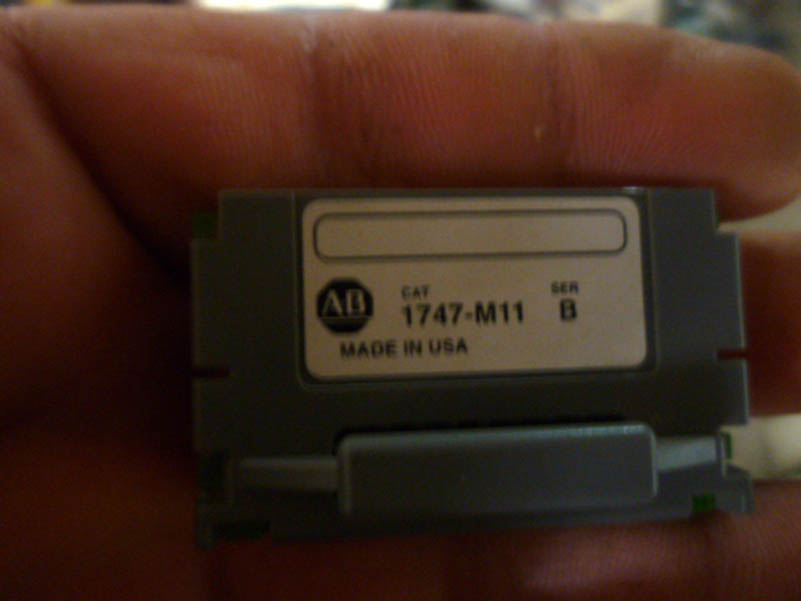 AB
CAT SER
1747-M11 B
MADE IN USA